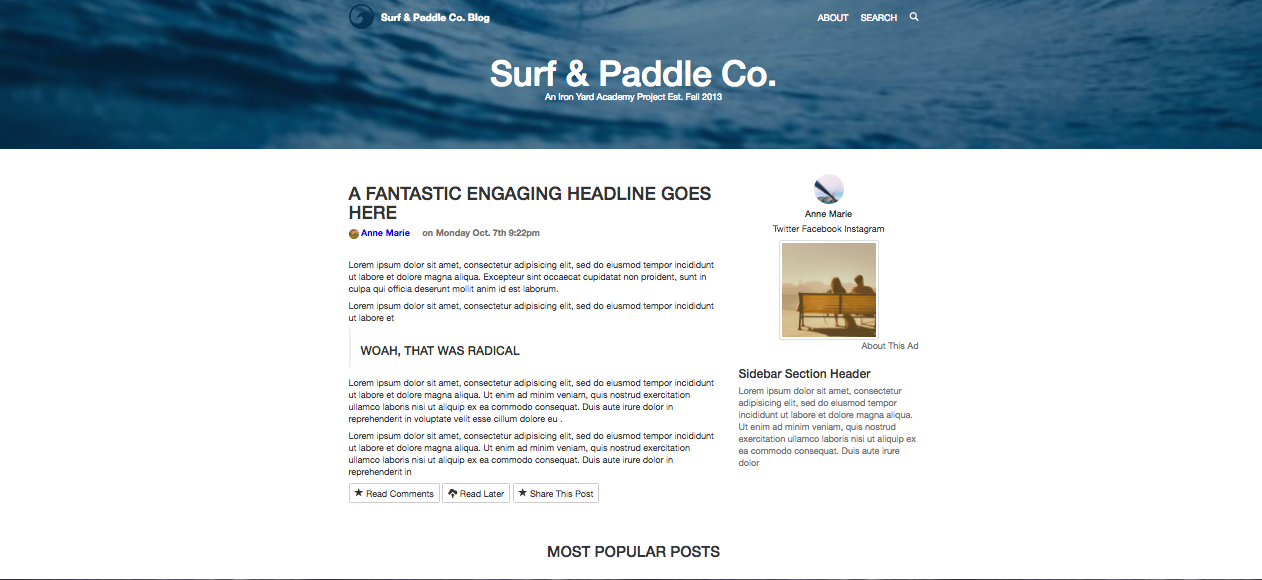 Surf & Paddle Co. Blog
ABOUT SEARCH
Surf & Paddle Co.
An Iron Yard Academy Project Est. Fall 2013
A FANTASTIC ENGAGING HEADLINE GOES
HERE
Anne Marie on Monday Oct. 7th 9:22pm
Lorem ipsum dolor sit amet, consectetur adipisicing elit, sed do eiusmod tempor incididunt
ut labore et dolore magna aliqua. Excepteur sint occaecat cupidatat non proident, sunt in
culpa qui officia deserunt mollit anim id est laborum.
Lorem ipsum dolor sit amet, consectetur adipisicing elit, sed do eiusmod tempor incididunt
ut labore et
WOAH, THAT WAS RADICAL
Lorem ipsum dolor sit amet, consectetur adipisicing elit, sed do eiusmod tempor incididunt
ut labore et dolore magna aliqua. Ut enim ad minim veniam, quis nostrud exercitation
ullamco laboris nisi ut aliquip ex ea commodo consequat. Duis aute irure dolor in
reprehenderit in voluptate velit esse cillum dolore eu .
Lorem ipsum dolor sit amet, consectetur adipisicing elit, sed do eiusmod tempor incididunt
ut labore et dolore magna aliqua. Ut enim ad minim veniam, quis nostrud exercitation
ullamco laboris nisi ut aliquip ex ea commodo consequat. Duis aute irure dolor in
reprehenderit in
Read Comments Read Later Share This Post
Anne Marie
Twitter Facebook Instagram
About This Ad
Sidebar Section Header
Lorem ipsum dolor sit amet, consectetur
adipisicing elit, sed do eiusmod tempor
incididunt ut labore et dolore magna aliqua.
Ut enim ad minim veniam, quis nostrud
exercitation ullamco laboris nisi ut aliquip ex
ea commodo consequat. Duis aute irure
dolor
MOST POPULAR POSTS